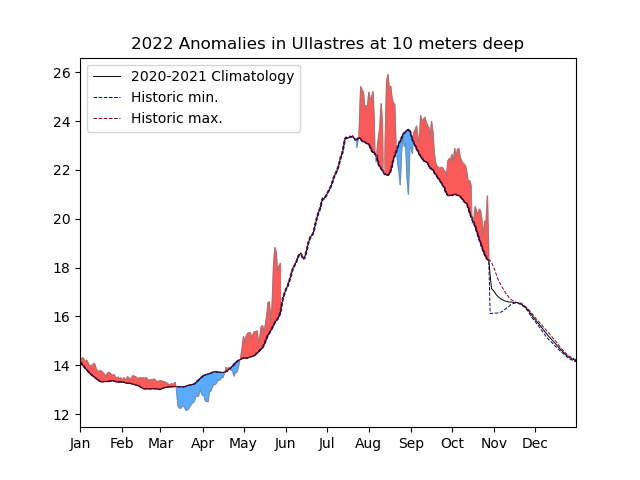 2022 Anomalies in Ullastres at 10 meters deep
2020-2021 Climatology
Historic min.
Historic max.
26
24
22
20
18
16
14
12
Jan Feb Mar Apr May Jun Jul Aug Sep Oct Nov Dec